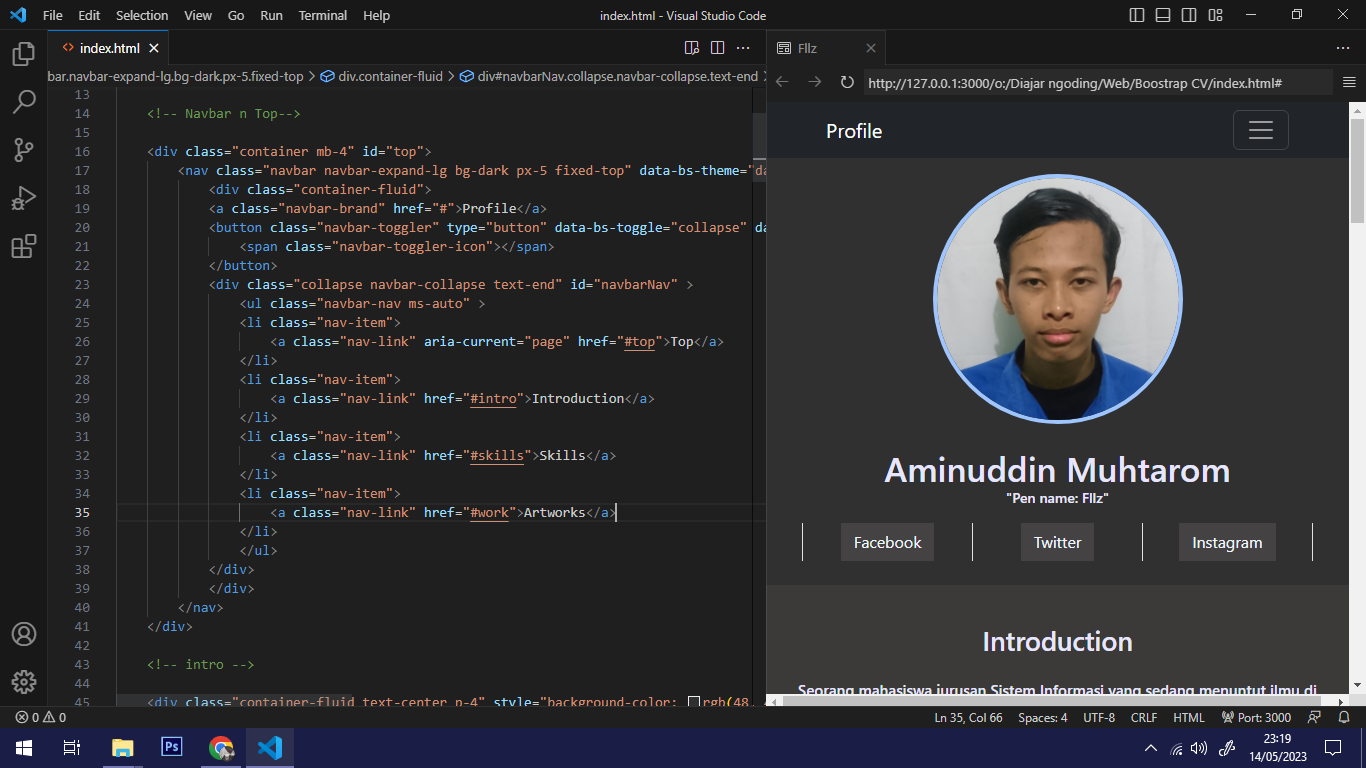 File Edit Selection View Go Run Terminal Help
index.html - Visual Studio Code
index.html
bar.navbar-expand-lg.bg-dark.px-5.fixed-top > div.container-fluid > div#navbarNav.collapse.navbar-collapse.text-end >
13
14 <!-- Navbar n Top-->
15
16 <div class="container mb-4" id="top">
17 <nav class="navbar navbar-expand-lg bg-dark px-5 fixed-top" data-bs-theme="da
18 <div class="container-fluid">
19 <a class="navbar-brand" href="#">Profile</a>
20 <button class="navbar-toggler" type="button" data-bs-toggle="collapse" da
21 <span class="navbar-toggler-icon"></span>
22 </button>
23 <div class="collapse navbar-collapse text-end" id="navbarNav" >
24 <ul class="navbar-nav ms-auto" >
25 <li class="nav-item">
26 <a class="nav-link" aria-current="page" href="#top">Top</a>
27 </li>
28 <li class="nav-item">
29 <a class="nav-link" href="#intro">Introduction</a>
30 </li>
31 <li class="nav-item">
32 <a class="nav-link" href="#skills">Skills</a>
33 </li>
34 <li class="nav-item">
35 <a class="nav-link" href="#work">Artworks</a>
36 </li>
37 </ul>
38 </div>
39 </div>
40 </nav>
41 </div>
42
43 <!-- intro -->
44
45 <div class="container-fluid text-center p-4" style="background-color: rgb(48,
Fllz
http://127.0.0.1:3000/o:/Diajar ngoding/Web/Boostrap CV/index.html#
Profile
Aminuddin Muhtarom
"Pen name: Fllz"
Facebook Twitter Instagram
Introduction
Seorang mahasiswa jurusan Sistem Informasi yang sedang menuntut ilmu di
0 0
Ln 35, Col 66 Spaces: 4 UTF-8 CRLF HTML Port: 3000
Ps
23:19
14/05/2023